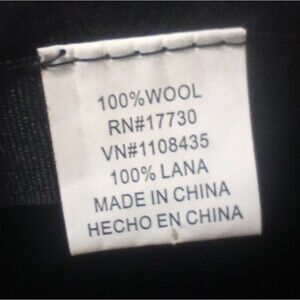 100%WOOL
RN#17730
VN#1108435
100% LANA
MADE IN CHINA
HECHO EN CHINA